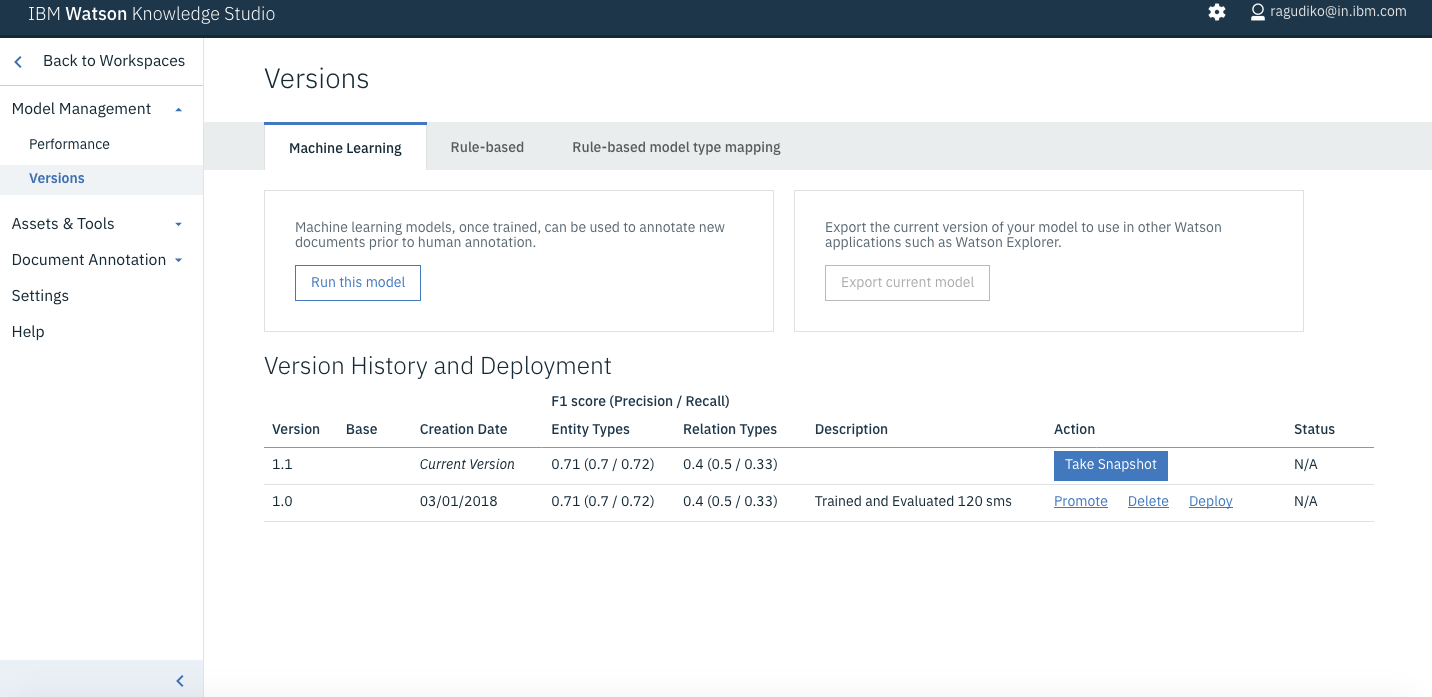 IBM Watson Knowledge Studio
ragudiko@in.ibm.com
Back to Workspaces
Model Management
Performance
Versions
Assets & Tools
Document Annotation
Settings
Help
Versions
Machine Learning
Rule-based
Rule-based model type mapping
Machine learning models, once trained, can be used to annotate new
documents prior to human annotation.
Run this model
Export the current version of your model to use in other Watson
applications such as Watson Explorer.
Export current model
Version History and Deployment
F1 score (Precision / Recall)
Version Base Creation Date Entity Types Relation Types Description Action Status
1.1 Current Version 0.71 (0.7 / 0.72) 0.4 (0.5 / 0.33) Take Snapshot N/A
1.0 03/01/2018 0.71 (0.7 / 0.72) 0.4 (0.5 / 0.33) Trained and Evaluated 120 sms Promote Delete Deploy N/A